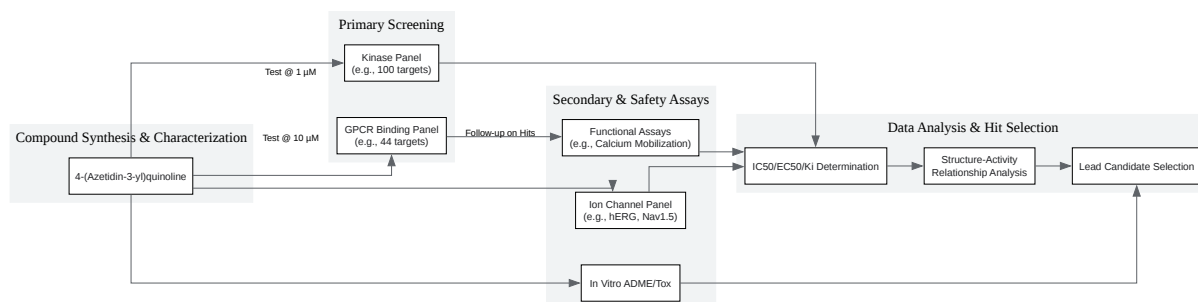 Primary Screening
Kinase Panel
(e.g., 100 targets)
Test @ 1 µM
Secondary & Safety Assays
GPCR Binding Panel
(e.g., 44 targets)
Follow-up on Hits
Functional Assays
(e.g., Calcium Mobilization)
Data Analysis & Hit Selection
Compound Synthesis & Characterization
Test @ 10 µM
4-(Azetidin-3-yl)quinoline
IC50/EC50/Ki Determination
Structure-Activity
Relationship Analysis
Lead Candidate Selection
Ion Channel Panel
(e.g., hERG, Nav1.5)
In Vitro ADME/Tox